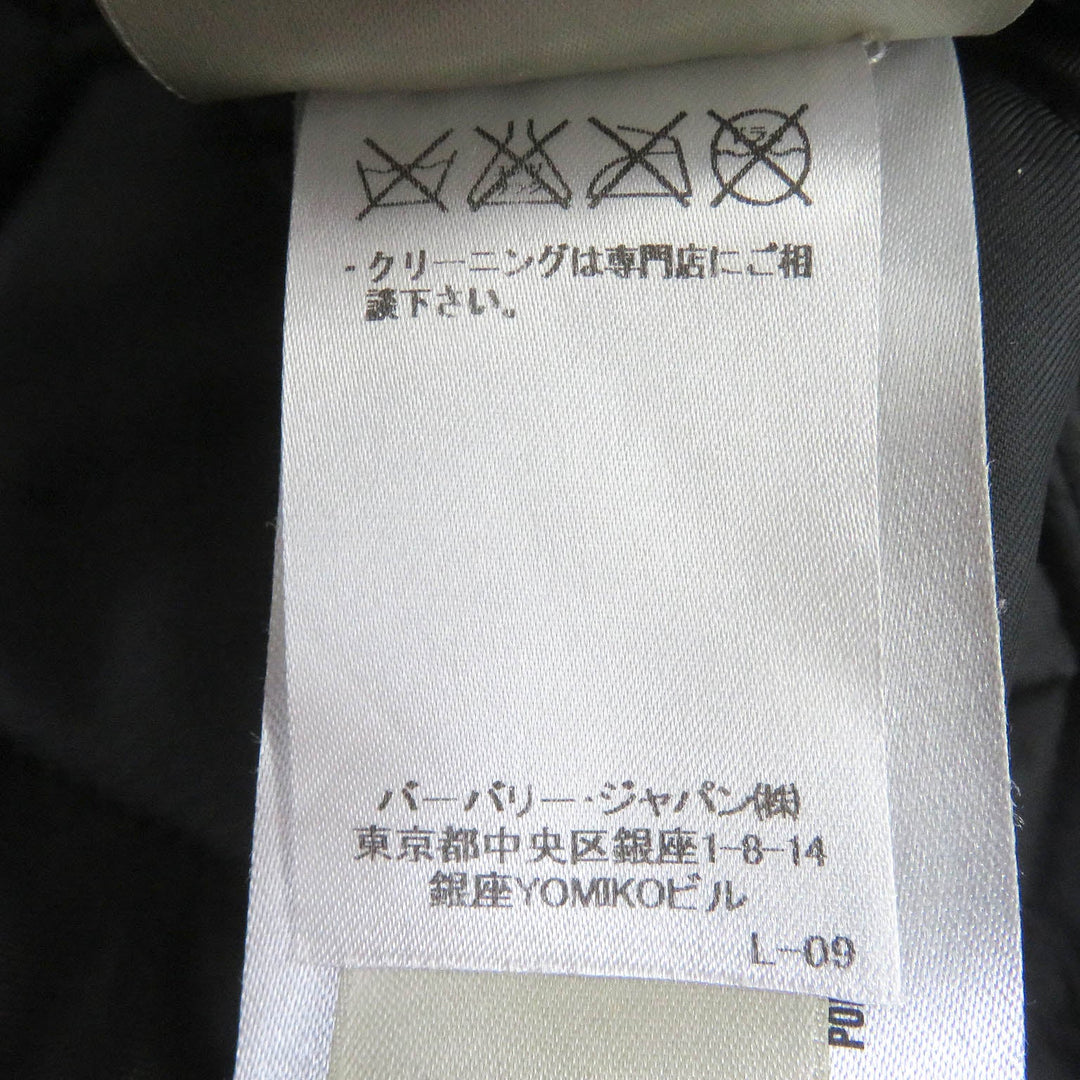 ・クリーニングは専門店にご相
談下さい。
バーバリー・ジャパン(株)
東京都中央区銀座1-8-14
銀座YOMIKOビル
L-09